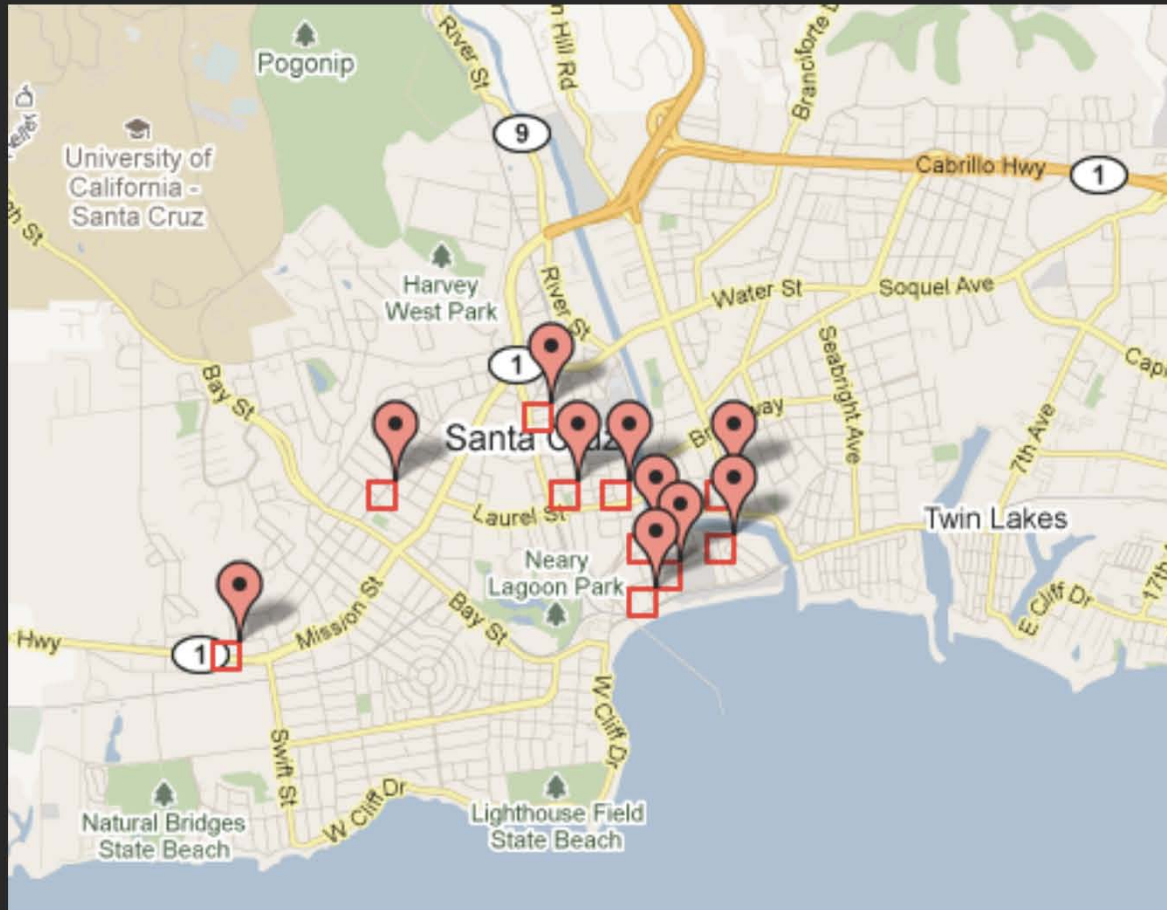 Pogonip
River St
n Hill Rd
Branciforte
9
University of
California -
Santa Cruz
Cabrillo Hwy
1
gh St
Harvey
West Park
River St
Water St
Soquel Ave
1
Seabright Ave
Bay St
Santa Cruz
7th Ave
Laurel St
Twin Lakes
Neary
Lagoon Park
Mission St
Bay St
E Cliff Dr
17th
Hwy
1
W Cliff Dr
Swift St
W Cliff Dr
Natural Bridges
State Beach
Lighthouse Field
State Beach